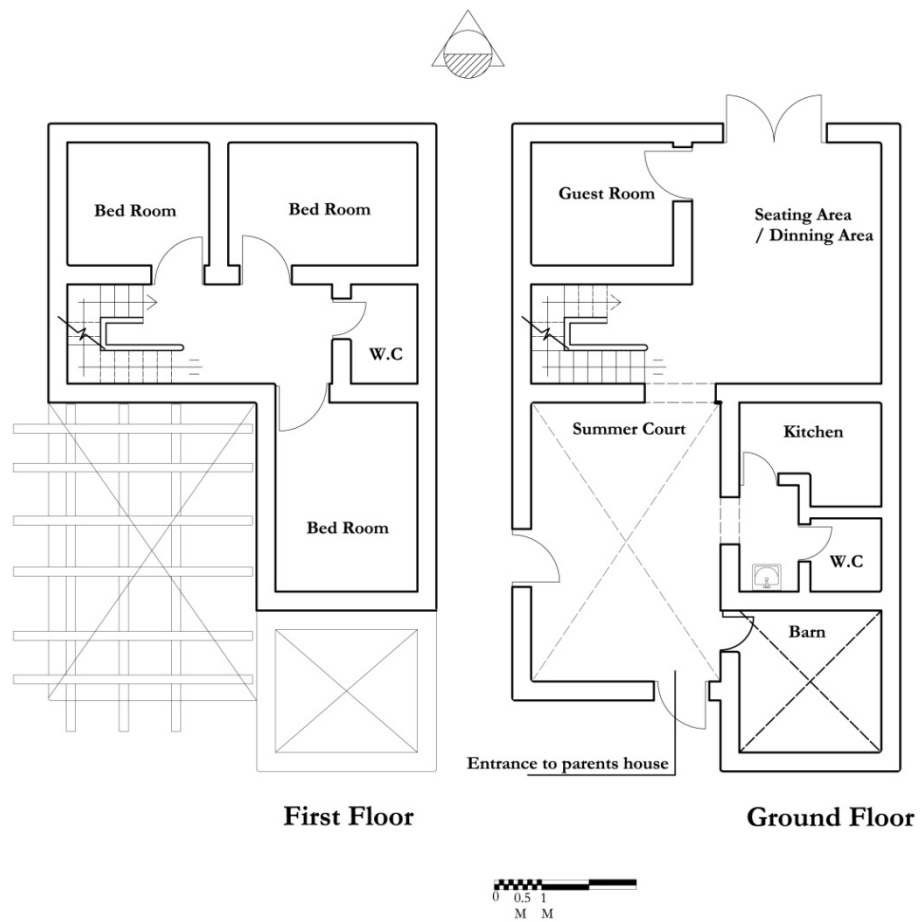 Bed Room
Bed Room
W.C
Bed Room
First Floor
Guest Room
Seating Area
/ Dinning Area
Summer Court
Kitchen
W.C
Barn
Entrance to parents house
Ground Floor
0 0.5 1
M M